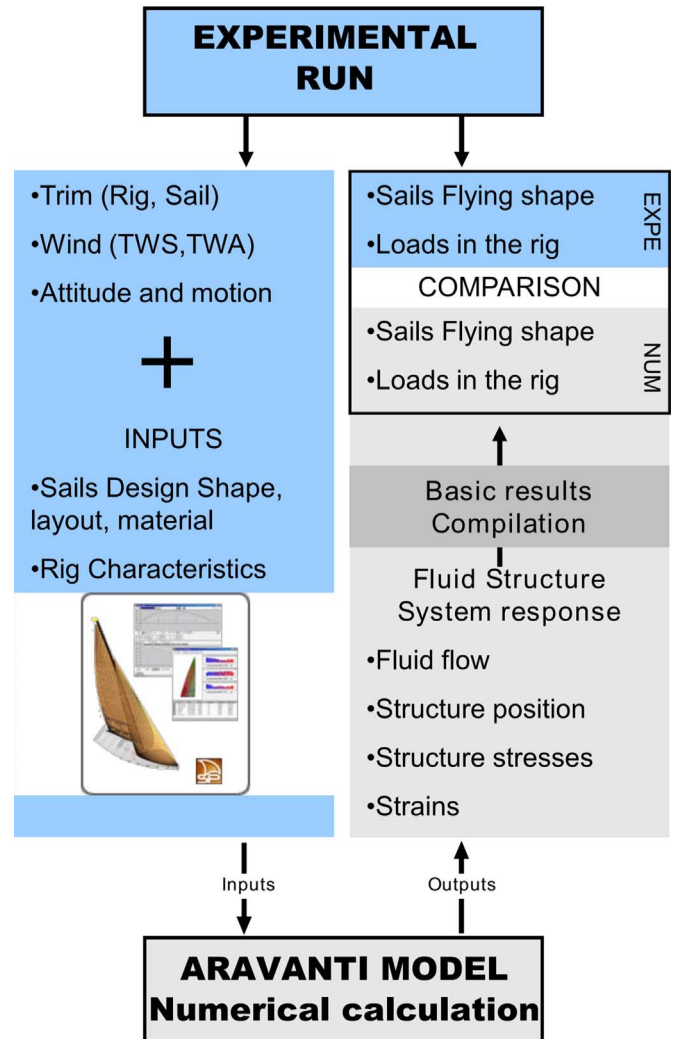 EXPERIMENTAL
RUN
•Trim (Rig, Sail)
•Wind (TWS,TWA)
•Attitude and motion
+
INPUTS
•Sails Design Shape,
layout, material
•Rig Characteristics
Inputs
•Sails Flying shape
•Loads in the rig
EXPE
COMPARISON
•Sails Flying shape
•Loads in the rig
NUM
Basic results
Compilation
Fluid Structure
System response
•Fluid flow
•Structure position
•Structure stresses
•Strains
Outputs
ARAVANTI MODEL
Numerical calculation